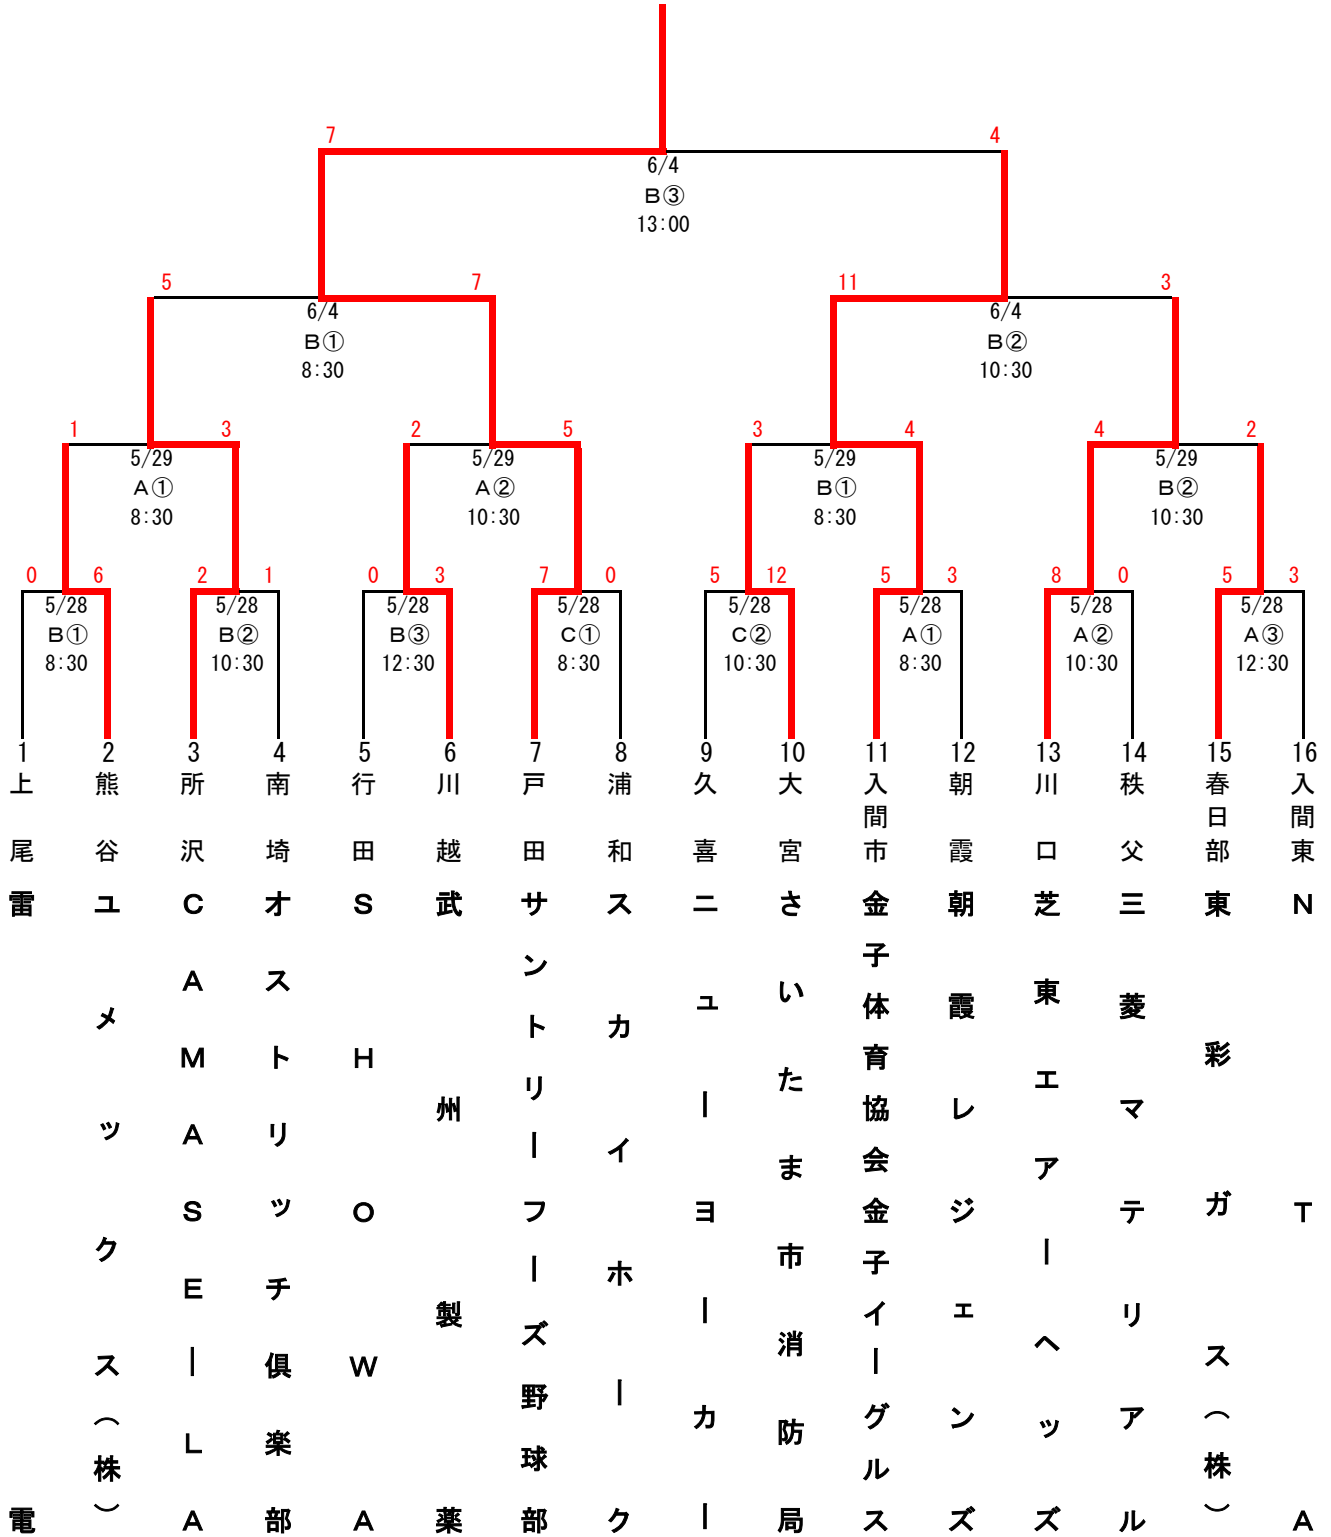 7 4
6/4
B③
13:00
5 7 11 3
6/4 6/4
B① B②
8:30 10:30
1 3 2 5 3 4 4 2
5/29 5/29 5/29 5/29
A① A② B① B②
8:30 10:30 8:30 10:30
0 6 2 1 0 3 7 0 5 12 5 3 8 0 5 3
5/28 5/28 5/28 5/28 5/28 5/28 5/28 5/28
B① B② B③ C① C② A① A② A③
8:30 10:30 12:30 8:30 10:30 8:30 10:30 12:30
1 2 3 4 5 6 7 8 9 10 11 12 13 14 15 16
上尾
熊谷
所沢
南埼
行田
川越
戸田
浦和
久喜
大宮
入間市
朝霞
川口
秩父
春日部
入間東
雷電
ユメックス(株)
CAMASE―LA
オストリッチ倶楽部
SHOWA
武州製薬
サントリーフーズ野球部
スカイホーク
ニューヨーカー
さいたま市消防局
金子体育協会金子イーグルス
朝霞レジェンズ
芝東エアーヘッズ
三菱マテリアル
東彩ガス(株)
NTA